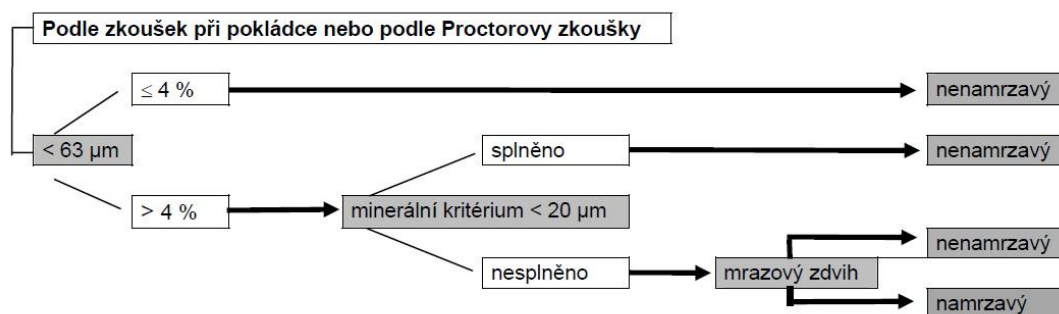 Podle zkoušek při pokládce nebo podle Proctorovy zkoušky
≤ 4 %
nenamrzavý
< 63 µm
splněno
nenamrzavý
> 4 %
minerální kritérium < 20 µm
nesplněno
mrazový zdvih
nenamrzavý
namrzavý